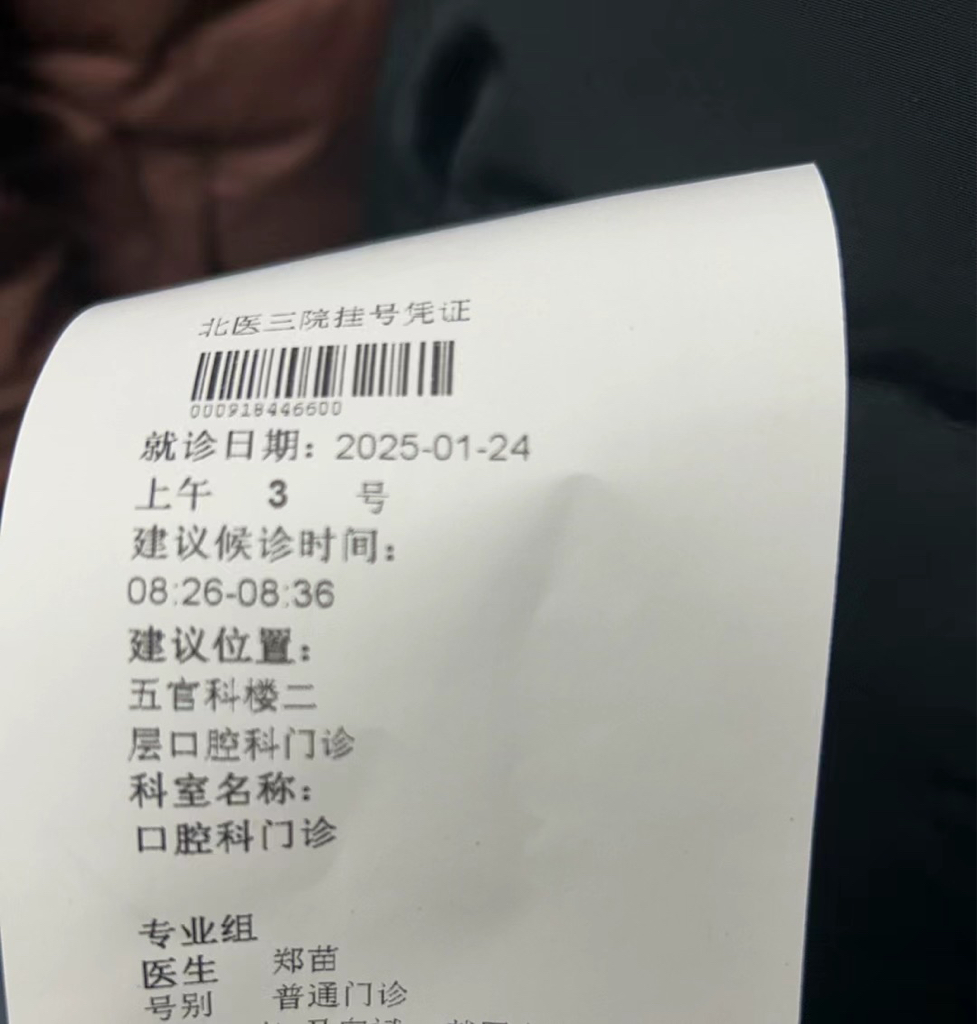 北医三院挂号凭证
000918446600
就诊日期：2025-01-24
上午 3 号
建议候诊时间：
08:26-08:36
建议位置：
五官科楼二
层口腔科门诊
科室名称：
口腔科门诊
专业组
医生 郑苗
号别 普通门诊